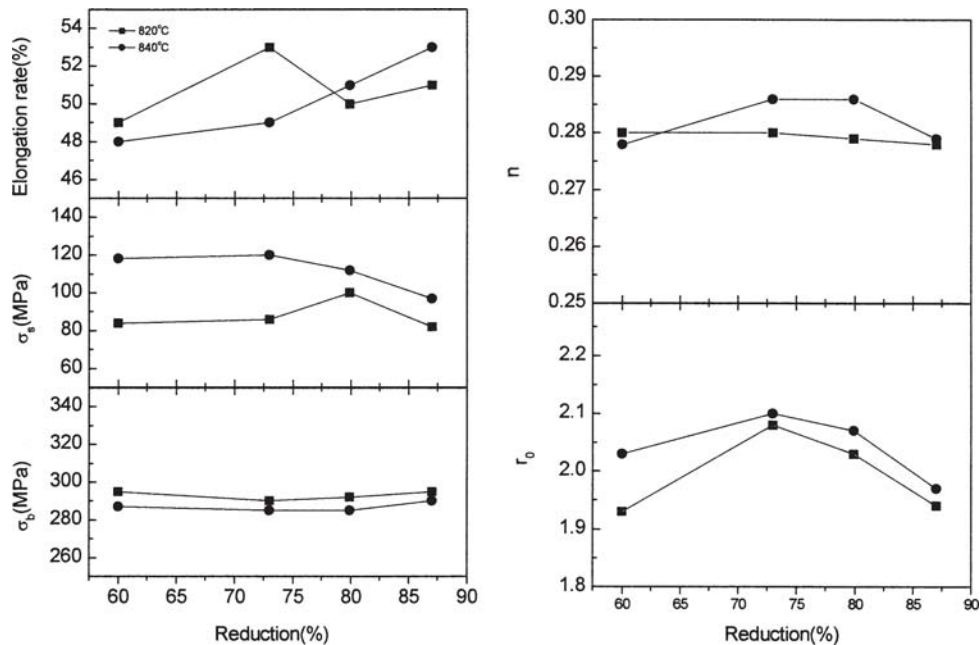 820°C
840°C
Elongation rate(%)
55
54
52
50
48
46
σs(MPa)
140
120
100
80
60
σb(MPa)
340
320
300
280
260
60 65 70 75 80 85 90
Reduction(%)
n
0.30
0.29
0.28
0.27
0.26
0.25
r0
2.2
2.1
2.0
1.9
1.8
60 65 70 75 80 85 90
Reduction(%)